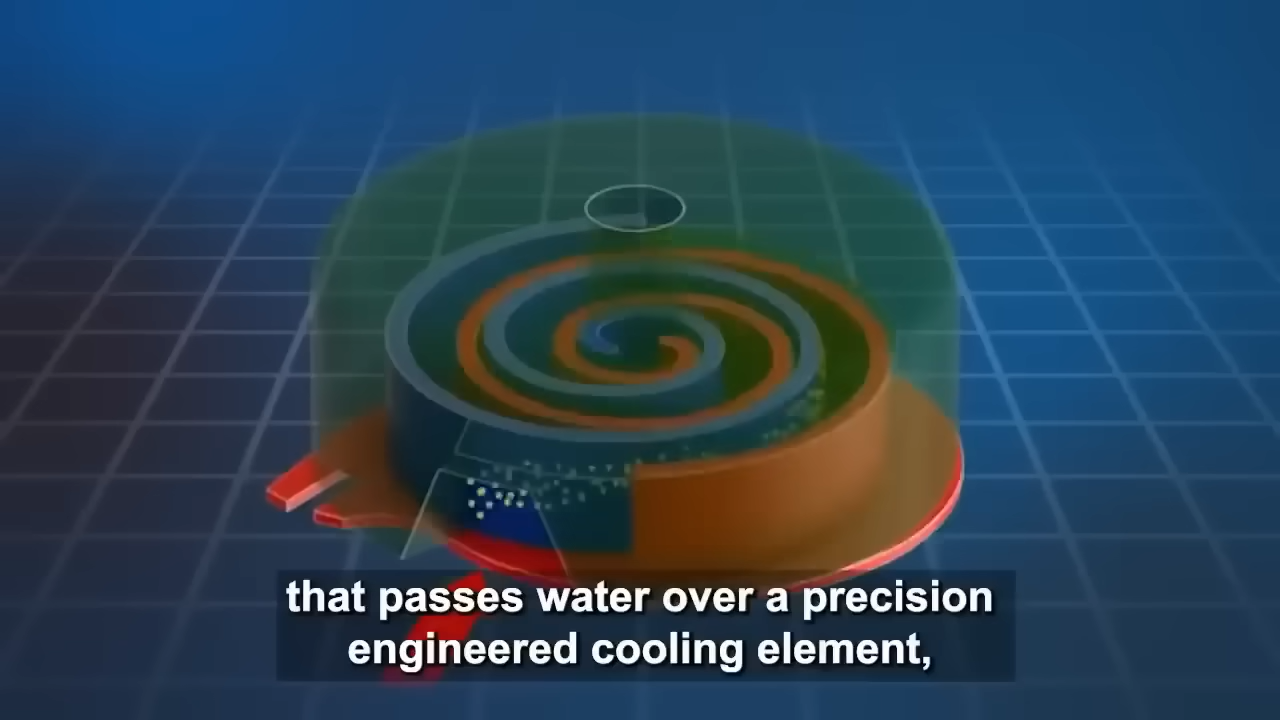 that passes water over a precision
engineered cooling element,